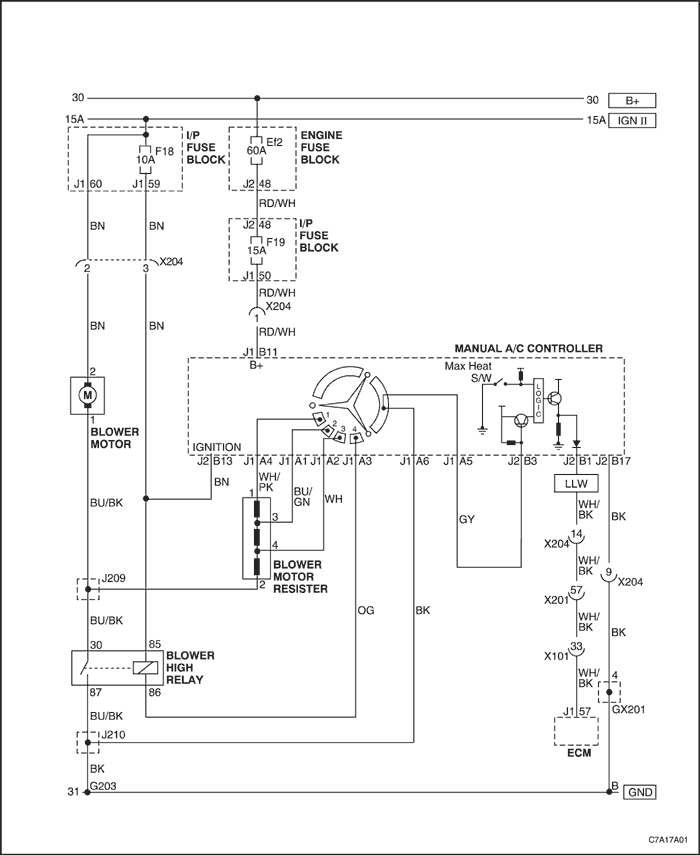 30 30 B+
15A 15A IGN II
I/P
FUSE
BLOCK
F18
10A
J1 60 J1 59
ENGINE
FUSE
BLOCK
Ef2
60A
J2 48
RD/WH
J2 48
I/P
FUSE
BLOCK
F19
15A
J1 50
BN BN
RD/WH
X204
2 3
X204
1
BN BN
RD/WH
J1 B11
B+
MANUAL A/C CONTROLLER
Max Heat
S/W
LOGIC
2
M
1
BLOWER
MOTOR
1
2
3
4
IGNITION
J2 B13 J1 A4 J1 A1 J1 A2 J1 A3 J1 A6 J1 A5 J2 B3 J2 B1 J2 B17
BN
WH/
PK
BU/
GN
WH
LLW
BU/BK
1
3
4
2
BLOWER
MOTOR
RESISTER
GY
WH/
BK
BK
14
X204
WH/
BK
9
X204
57
X201
J209
BU/BK
OG
BK
WH/
BK
BK
33
X101
30 85
BLOWER
HIGH
RELAY
87 86
WH/
BK
4
GX201
BU/BK
J1 57
ECM
J210
BK
31 G203
B GND
C7A17A01